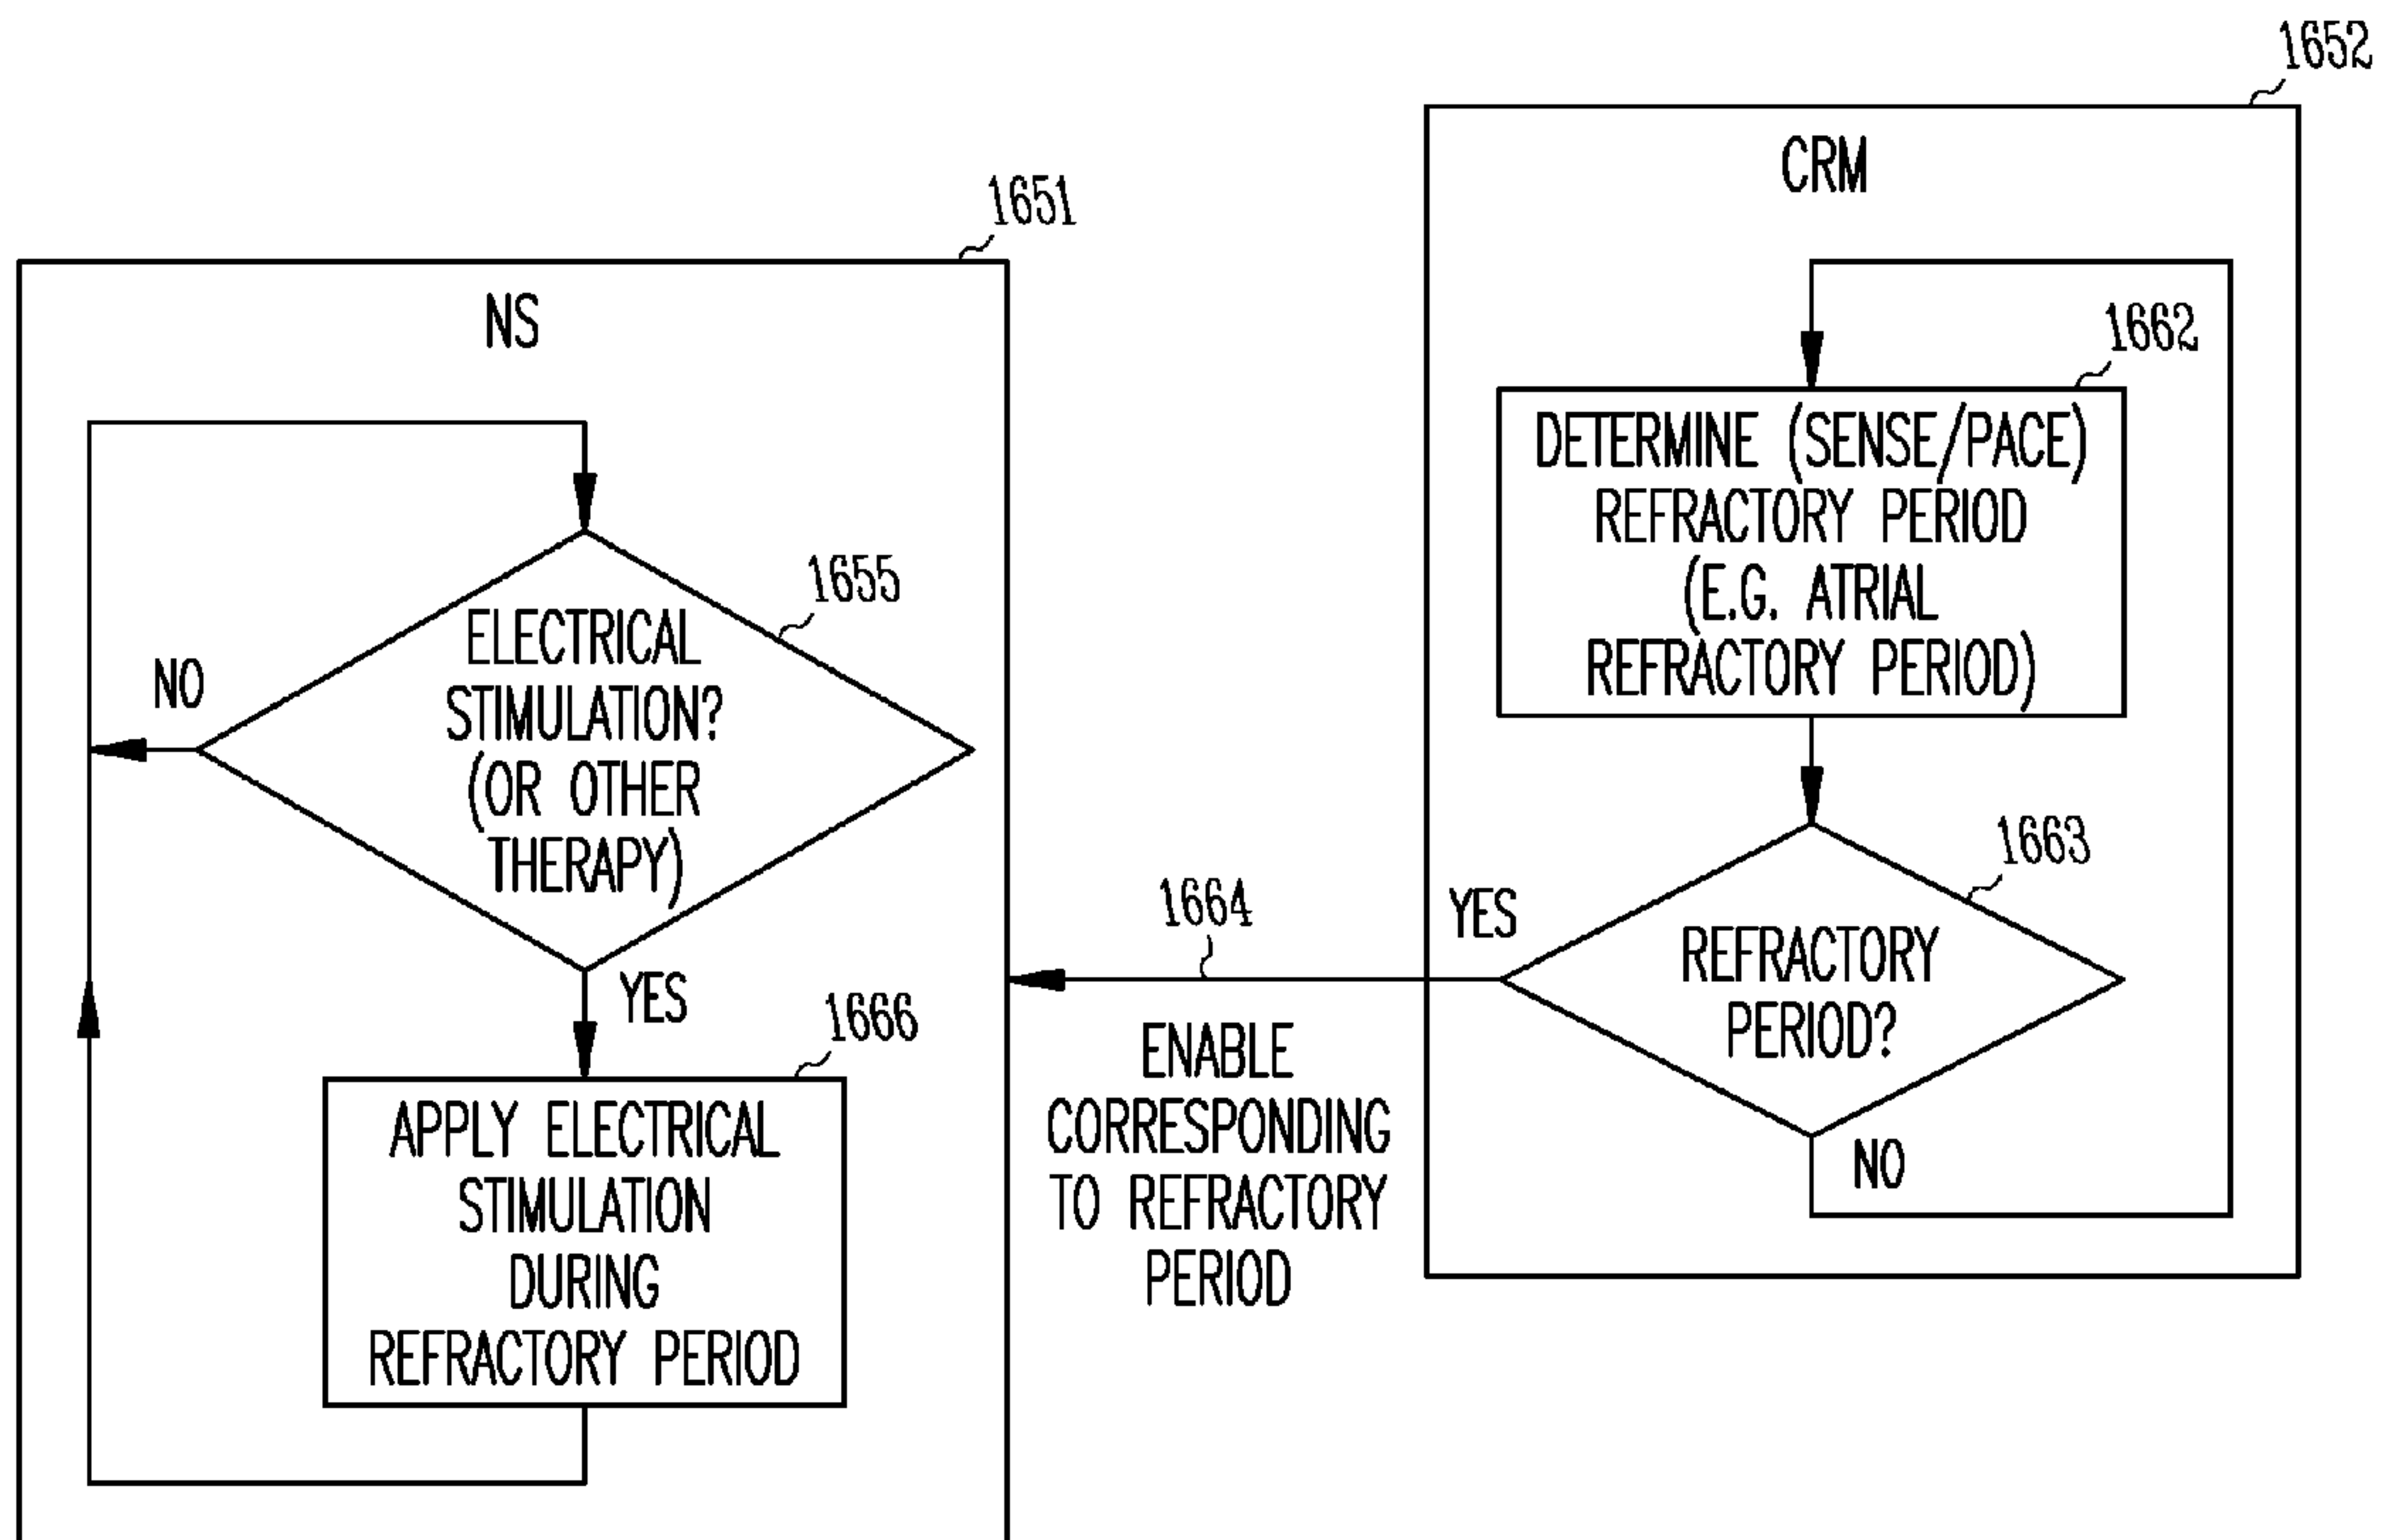 1652
CRM
1651
NS
1662
DETERMINE (SENSE/PACE)
REFRACTORY PERIOD
(E.G. ATRIAL
REFRACTORY PERIOD)
1655
ELECTRICAL
STIMULATION?
(OR OTHER
THERAPY)
NO
YES
1666
APPLY ELECTRICAL
STIMULATION
DURING
REFRACTORY PERIOD
1664
ENABLE
CORRESPONDING
TO REFRACTORY
PERIOD
1663
YES
REFRACTORY
PERIOD?
NO